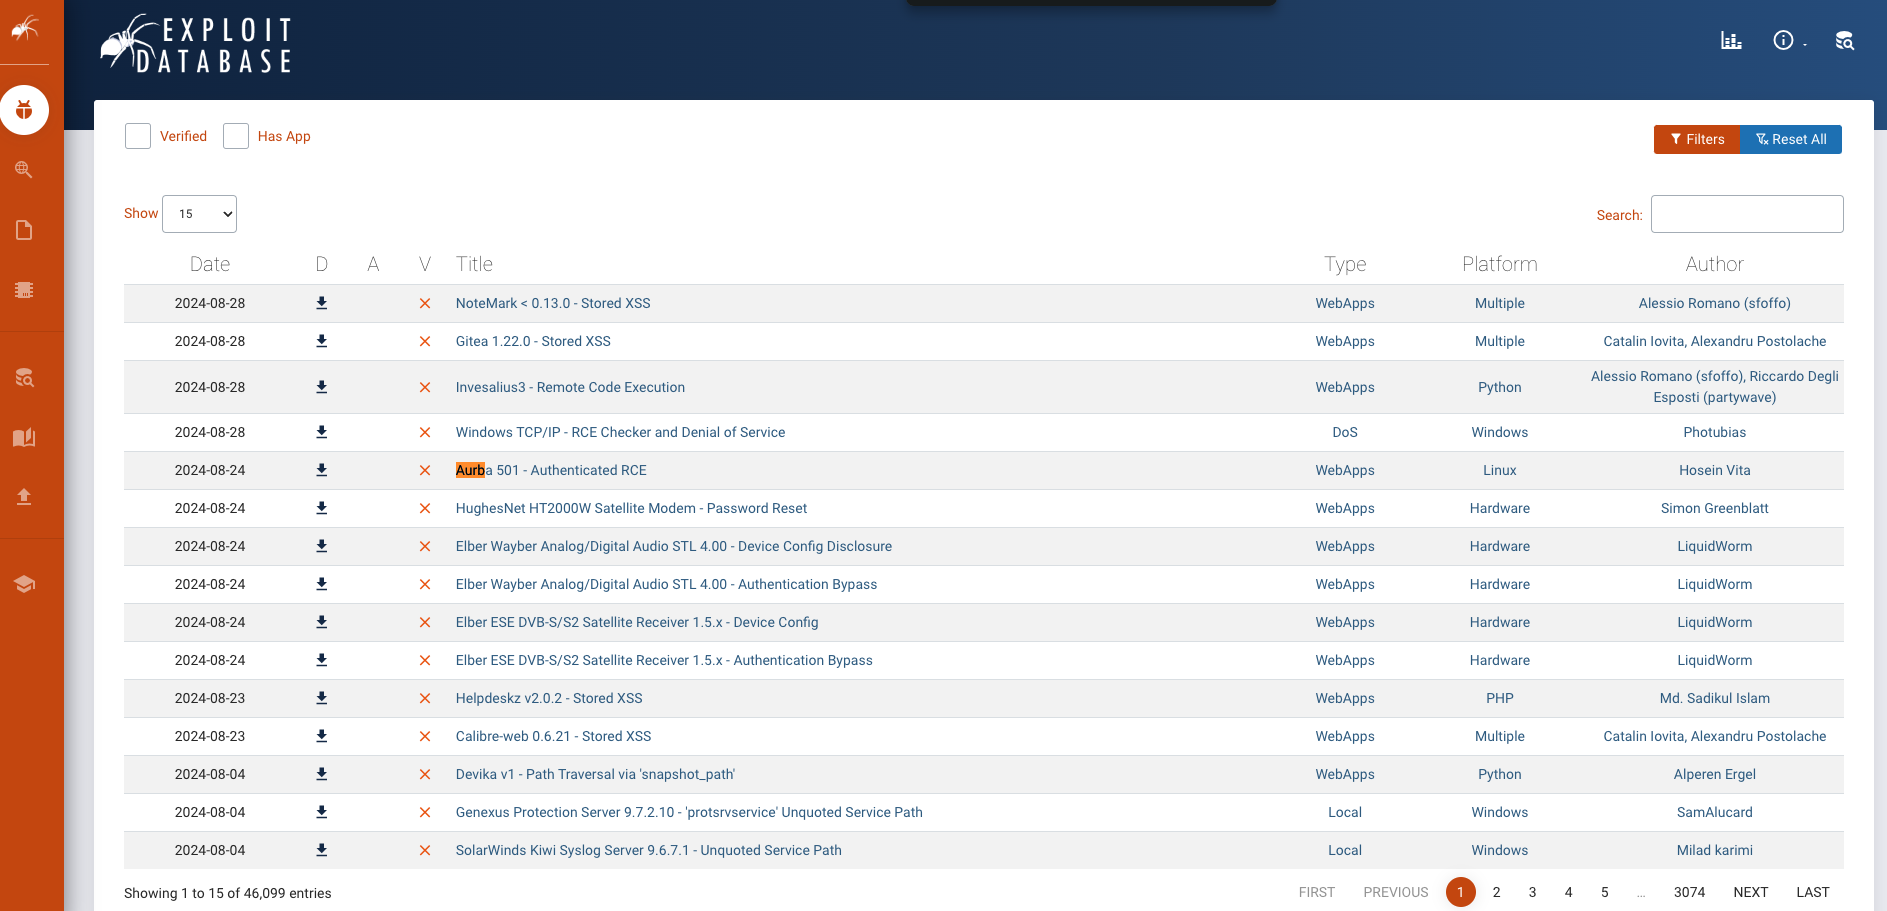 EXPLOIT
DATABASE
Verified Has App Filters Reset All
Show 15 Search:
Date D A V Title Type Platform Author
2024-08-28 NoteMark < 0.13.0 - Stored XSS WebApps Multiple Alessio Romano (sfoffo)
2024-08-28 Gitea 1.22.0 - Stored XSS WebApps Multiple Catalin Iovita, Alexandru Postolache
2024-08-28 Invesalius3 - Remote Code Execution WebApps Python Alessio Romano (sfoffo), Riccardo Degli
Esposti (partywave)
2024-08-28 Windows TCP/IP - RCE Checker and Denial of Service DoS Windows Photubias
2024-08-24 Aurba 501 - Authenticated RCE WebApps Linux Hosein Vita
2024-08-24 HughesNet HT2000W Satellite Modem - Password Reset WebApps Hardware Simon Greenblatt
2024-08-24 Elber Wayber Analog/Digital Audio STL 4.00 - Device Config Disclosure WebApps Hardware LiquidWorm
2024-08-24 Elber Wayber Analog/Digital Audio STL 4.00 - Authentication Bypass WebApps Hardware LiquidWorm
2024-08-24 Elber ESE DVB-S/S2 Satellite Receiver 1.5.x - Device Config WebApps Hardware LiquidWorm
2024-08-24 Elber ESE DVB-S/S2 Satellite Receiver 1.5.x - Authentication Bypass WebApps Hardware LiquidWorm
2024-08-23 Helpdeskz v2.0.2 - Stored XSS WebApps PHP Md. Sadikul Islam
2024-08-23 Calibre-web 0.6.21 - Stored XSS WebApps Multiple Catalin Iovita, Alexandru Postolache
2024-08-04 Devika v1 - Path Traversal via 'snapshot_path' WebApps Python Alperen Ergel
2024-08-04 Genexus Protection Server 9.7.2.10 - 'protsrvservice' Unquoted Service Path Local Windows SamAlucard
2024-08-04 SolarWinds Kiwi Syslog Server 9.6.7.1 - Unquoted Service Path Local Windows Milad karimi
Showing 1 to 15 of 46,099 entries FIRST PREVIOUS 1 2 3 4 5 … 3074 NEXT LAST